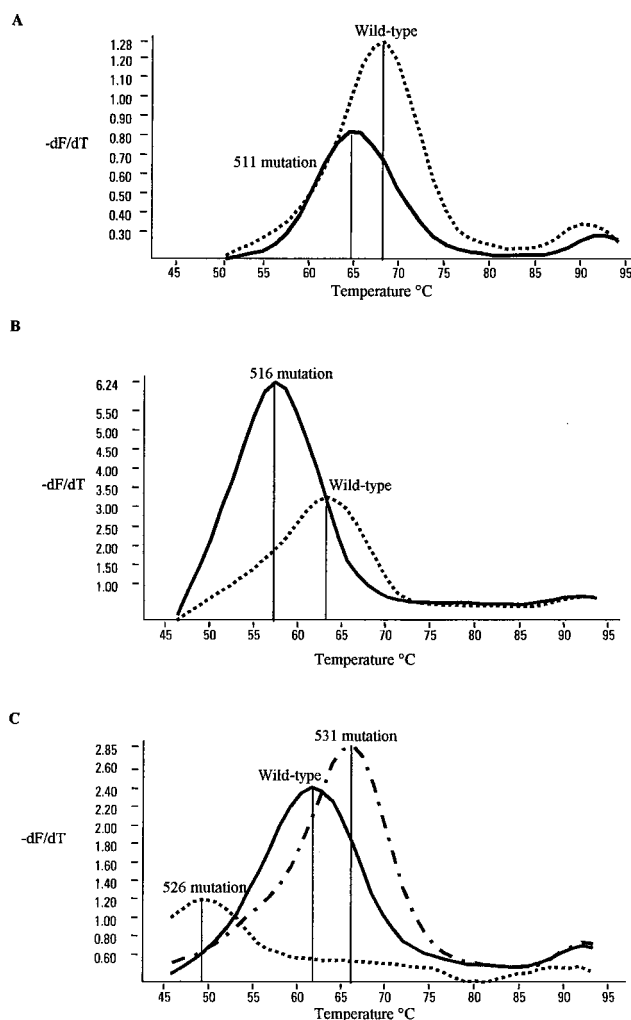 A
Wild-type
1.28
1.20
1.10
1.00
0.90
0.80
0.70
0.60
0.50
0.40
0.30
-dF/dT
511 mutation
45 50 55 60 65 70 75 80 85 90 95
Temperature °C
B
516 mutation
6.24
5.50
5.00
4.50
4.00
3.50
3.00
2.50
2.00
1.50
1.00
-dF/dT
Wild-type
45 50 55 60 65 70 75 80 85 90 95
Temperature °C
C
531 mutation
Wild-type
2.85
2.60
2.40
2.20
2.00
1.80
1.60
1.40
1.20
1.00
0.80
0.60
-dF/dT
526 mutation
45 50 55 60 65 70 75 80 85 90 95
Temperature °C